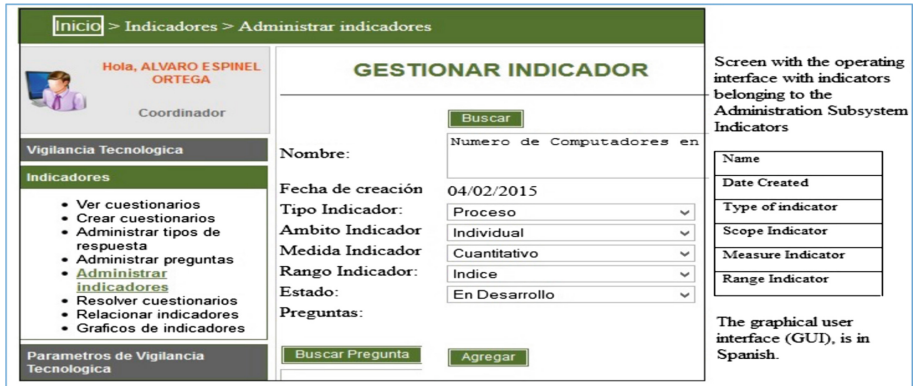 Inicio > Indicadores > Administrar indicadores
Hola, ALVARO ESPINEL
ORTEGA
Coordinador
Vigilancia Tecnologica
Indicadores
• Ver cuestionarios
• Crear cuestionarios
• Administrar tipos de
respuesta
• Administrar preguntas
• Administrar
indicadores
• Resolver cuestionarios
• Relacionar indicadores
• Graficos de indicadores
Parametros de Vigilancia
Tecnologica
GESTIONAR INDICADOR
Buscar
Nombre: Numero de Computadores en
Fecha de creación 04/02/2015
Tipo Indicador: Proceso
Ambito Indicador Individual
Medida Indicador Cuantitativo
Rango Indicador: Indice
Estado: En Desarrollo
Preguntas:
Buscar Pregunta Agregar
Screen with the operating
interface with indicators
belonging to the
Administration Subsystem
Indicators
Name
Date Created
Type of indicator
Scope Indicator
Measure Indicator
Range Indicator
The graphical user
interface (GUI), is in
Spanish.